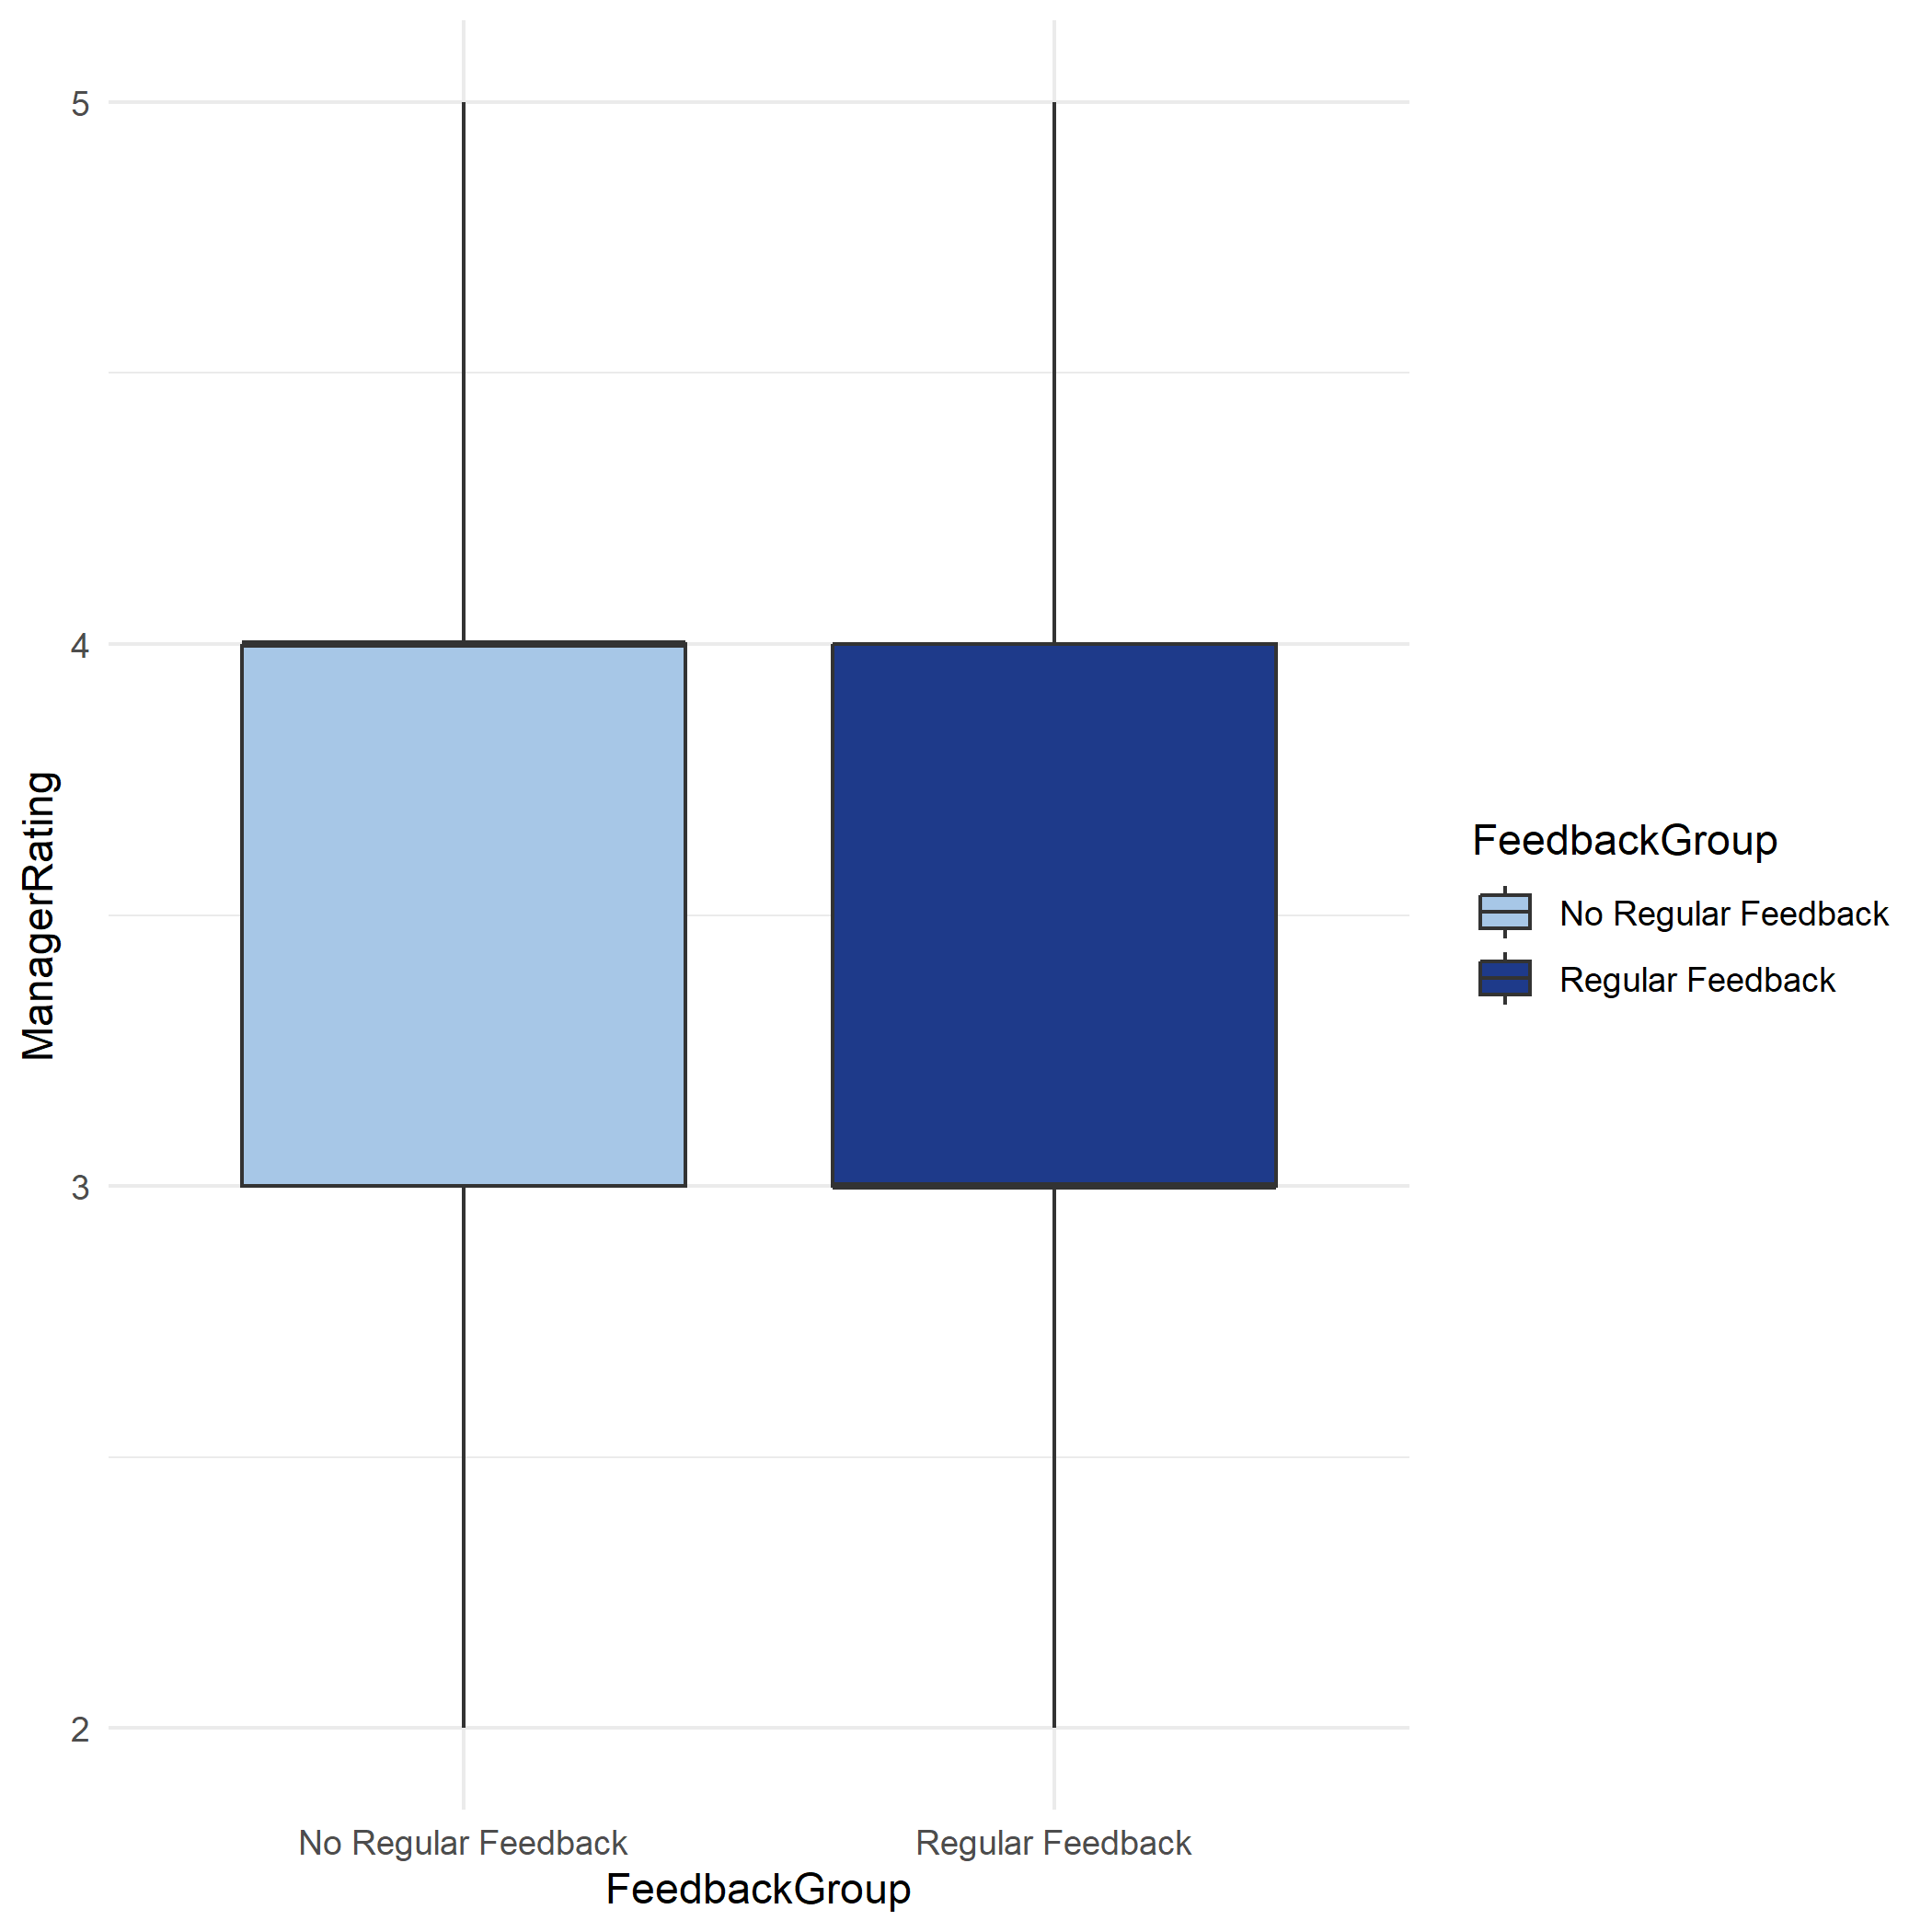 5
4
3
2
ManagerRating
No Regular Feedback
Regular Feedback
FeedbackGroup
FeedbackGroup
No Regular Feedback
Regular Feedback